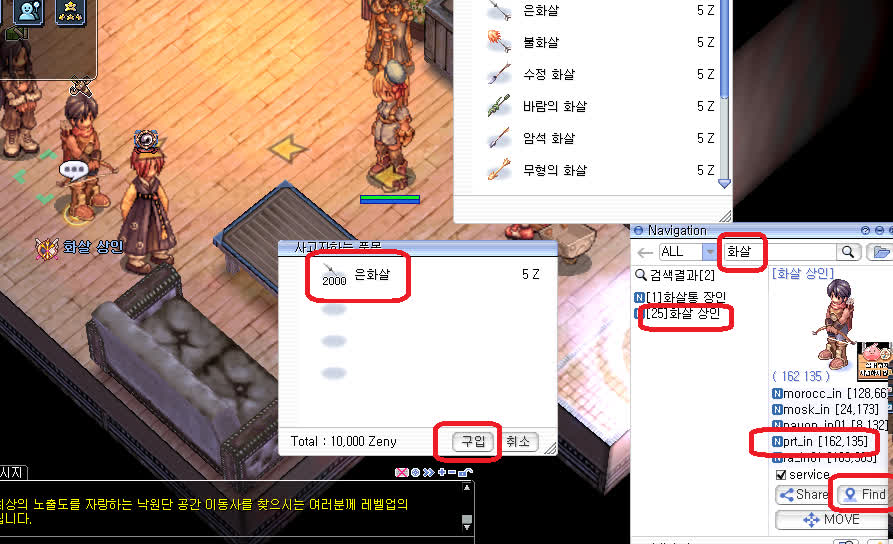 은화살 5 Z
불화살 5 Z
수정 화살 5 Z
바람의 화살 5 Z
암석 화살 5 Z
무형의 화살 5 Z
화살 상인
사고자하는 품목
2000 은화살 5 Z
Total : 10,000 Zeny 구입 취소
Navigation
ALL 화살
검색결과[2]
[1]화살통 장인
[25]화살 상인
[화살 상인]
( 162 135 )
N morocc_in [128,66
N mosk_in [24,173]
N payon_in01 [8,132]
N prt_in [162,135]
service
Share Find
MOVE
시지
최상의 노출도를 자랑하는 낙원단 공간 이동사를 찾으시는 여러분께 레벨업의
입니다.